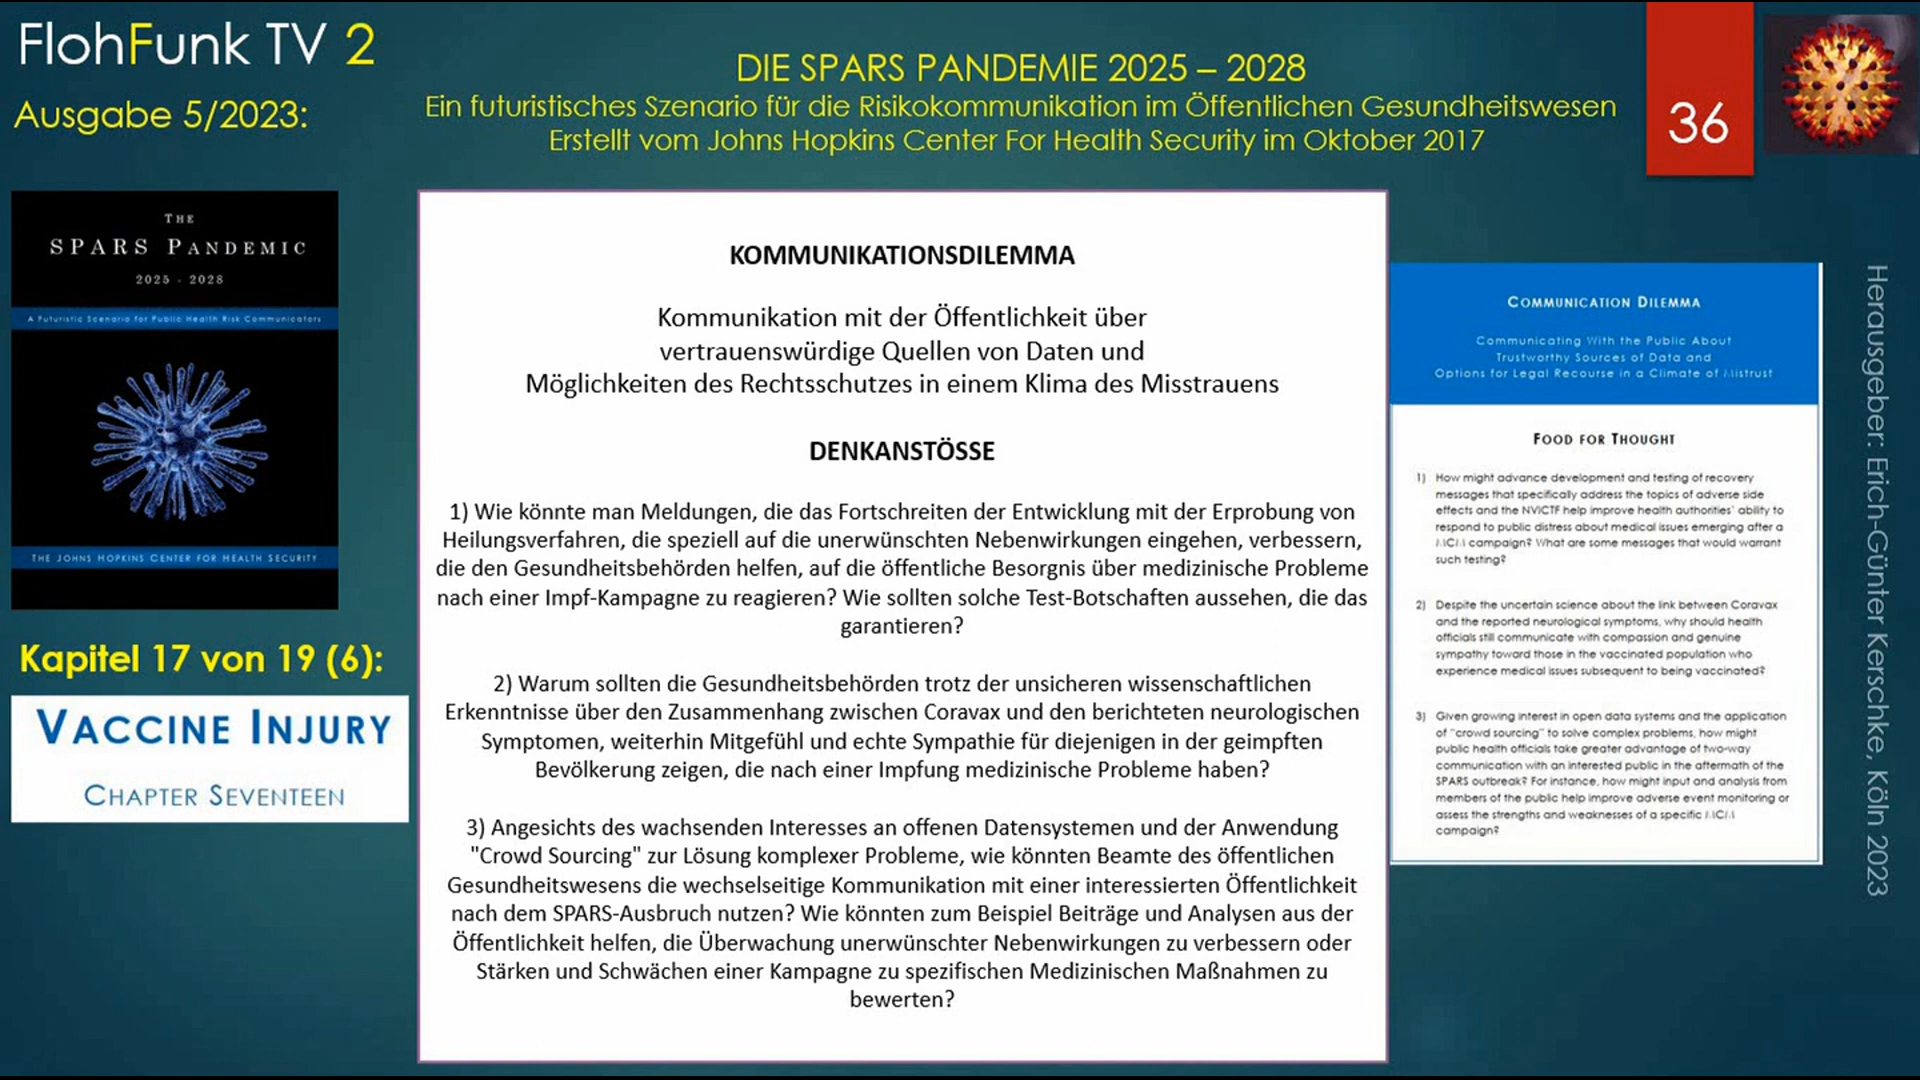 FlohFunk TV 2
Ausgabe 5/2023:
DIE SPARS PANDEMIE 2025 – 2028
Ein futuristisches Szenario für die Risikokommunikation im Öffentlichen Gesundheitswesen
Erstellt vom Johns Hopkins Center For Health Security im Oktober 2017
36
THE
SPARS PANDEMIC
2025 - 2028
A Futuristic Scenario for Public Health Risk Communicators
THE JOHNS HOPKINS CENTER FOR HEALTH SECURITY
Kapitel 17 von 19 (6):
VACCINE INJURY
CHAPTER SEVENTEEN
KOMMUNIKATIONSDILEMMA
Kommunikation mit der Öffentlichkeit über
vertrauenswürdige Quellen von Daten und
Möglichkeiten des Rechtsschutzes in einem Klima des Misstrauens
DENKANSTÖSSE
1) Wie könnte man Meldungen, die das Fortschreiten der Entwicklung mit der Erprobung von
Heilungsverfahren, die speziell auf die unerwünschten Nebenwirkungen eingehen, verbessern,
die den Gesundheitsbehörden helfen, auf die öffentliche Besorgnis über medizinische Probleme
nach einer Impf-Kampagne zu reagieren? Wie sollten solche Test-Botschaften aussehen, die das
garantieren?
2) Warum sollten die Gesundheitsbehörden trotz der unsicheren wissenschaftlichen
Erkenntnisse über den Zusammenhang zwischen Coravax und den berichteten neurologischen
Symptomen, weiterhin Mitgefühl und echte Sympathie für diejenigen in der geimpften
Bevölkerung zeigen, die nach einer Impfung medizinische Probleme haben?
3) Angesichts des wachsenden Interesses an offenen Datensystemen und der Anwendung
"Crowd Sourcing" zur Lösung komplexer Probleme, wie könnten Beamte des öffentlichen
Gesundheitswesens die wechselseitige Kommunikation mit einer interessierten Öffentlichkeit
nach dem SPARS-Ausbruch nutzen? Wie könnten zum Beispiel Beiträge und Analysen aus der
Öffentlichkeit helfen, die Überwachung unerwünschter Nebenwirkungen zu verbessern oder
Stärken und Schwächen einer Kampagne zu spezifischen Medizinischen Maßnahmen zu
bewerten?
COMMUNICATION DILEMMA
Communicating With the Public About
Trustworthy Sources of Data and
Options for Legal Recourse in a Climate of Mistrust
FOOD FOR THOUGHT
1) How might advance development and testing of recovery
messages that specifically address the topics of adverse side
effects and the NVICTF help improve health authorities' ability to
respond to public distress about medical issues emerging after a
MCM campaign? What are some messages that would warrant
such testing?
2) Despite the uncertain science about the link between Coravax
and the reported neurological symptoms, why should health
officials still communicate with compassion and genuine
sympathy toward those in the vaccinated population who
experience medical issues subsequent to being vaccinated?
3) Given growing interest in open data systems and the application
of "crowd sourcing" to solve complex problems, how might
public health officials take greater advantage of two-way
communication with an interested public in the aftermath of the
SPARS outbreak? For instance, how might input and analysis from
members of the public help improve adverse event monitoring or
assess the strengths and weaknesses of a specific MCM
campaign?
Herausgeber: Erich-Günter Kerschke, Köln 2023